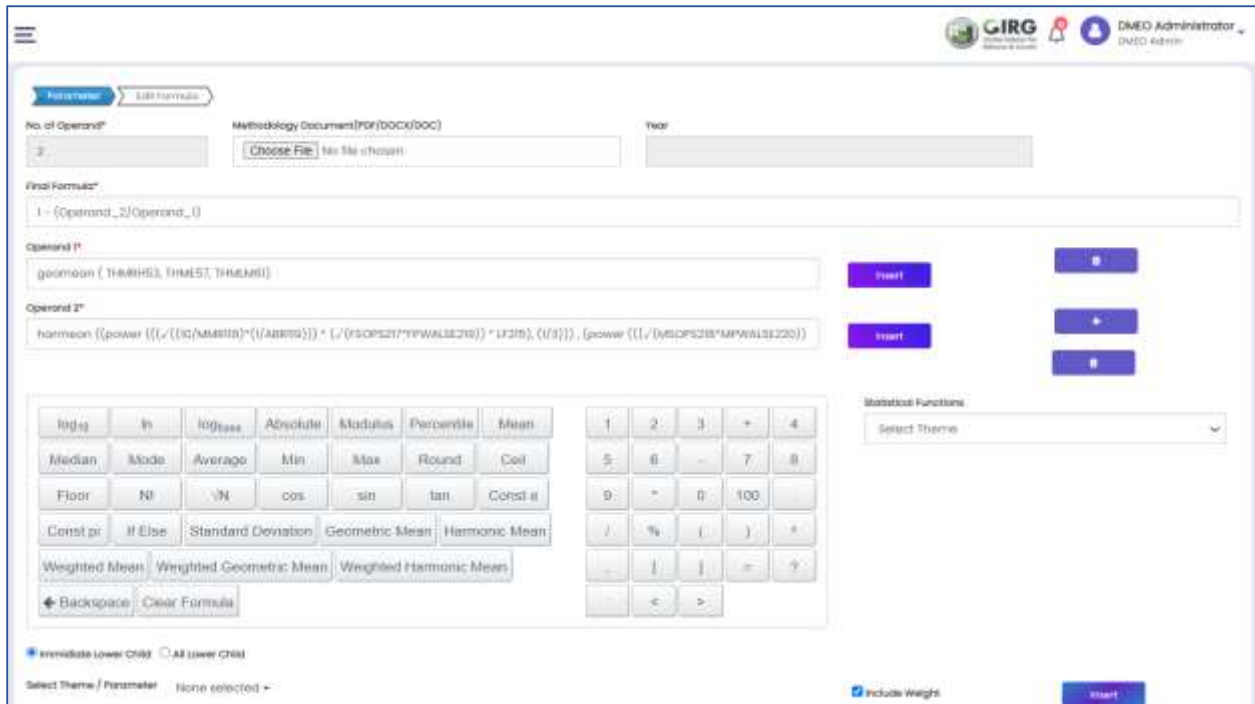 GIRG
DMEO Administrator
DMEO Admin
Parameter
Edit Formula
No. of Operand*
Methodology Document(PDF/DOCX/DOC)
Year
2
Choose File No file chosen
Final Formula*
1 - (Operand_2/Operand_1)
Operand 1*
geomean ( THMRH53, THME57, THMLM61)
Insert
Operand 2*
Insert
Statistical Functions
Select Theme
log10 ln logbase Absolute Modulus Percentile Mean
1 2 3 + 4
Median Mode Average Min Max Round Ceil
5 6 - 7 8
Floor N! √N cos sin tan Const e
9 * 0 100
Const pi If Else Standard Deviation Geometric Mean Harmonic Mean
/ % ( ) ^
Weighted Mean Weighted Geometric Mean Weighted Harmonic Mean
= ?
Backspace Clear Formula
< >
Immidiate Lower Child All Lower Child
Select Theme / Parameter None selected
Include Weight
Insert